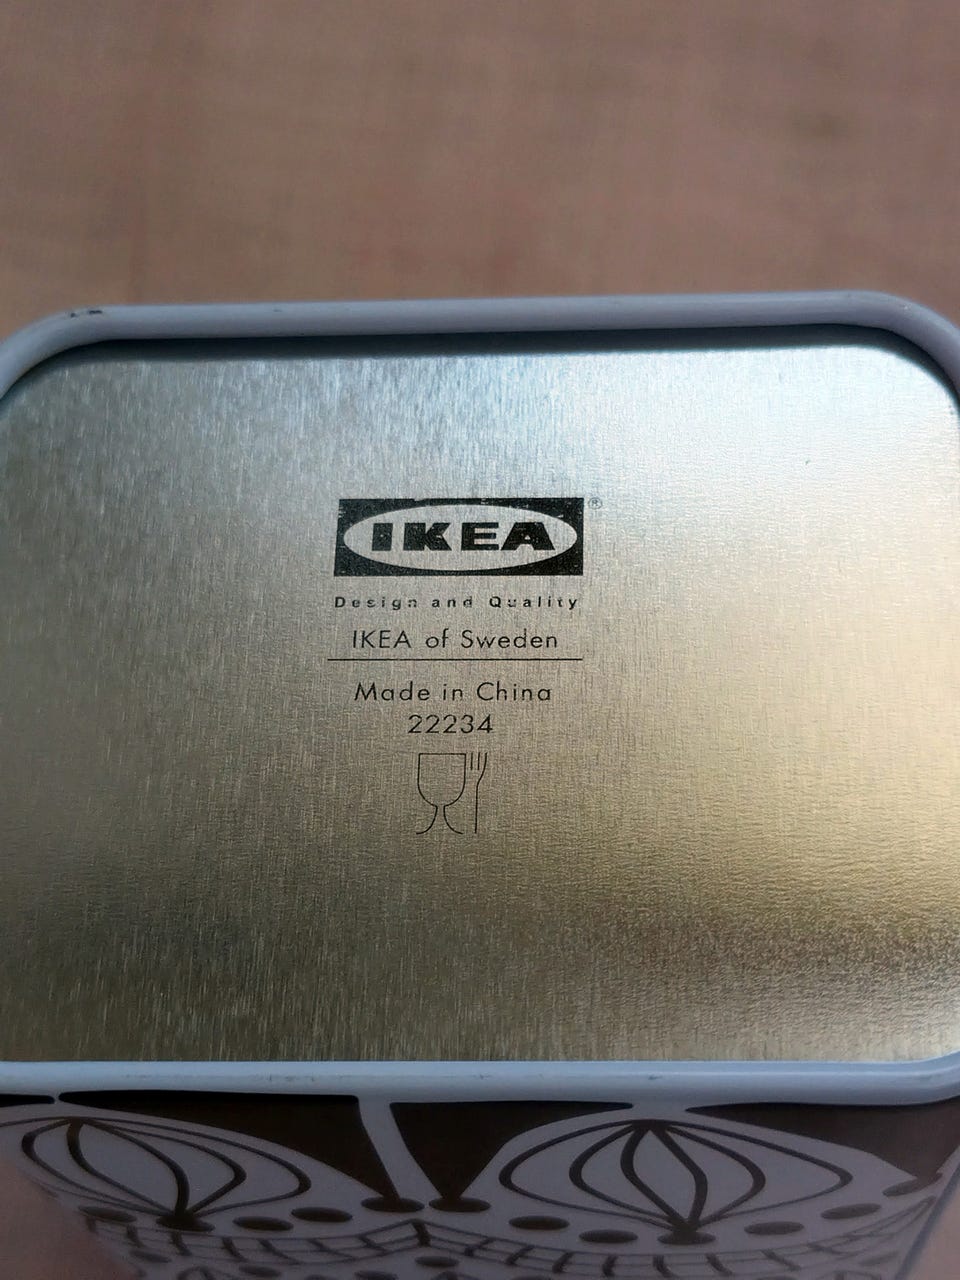 IKEA®
Design and Quality
IKEA of Sweden
Made in China
22234